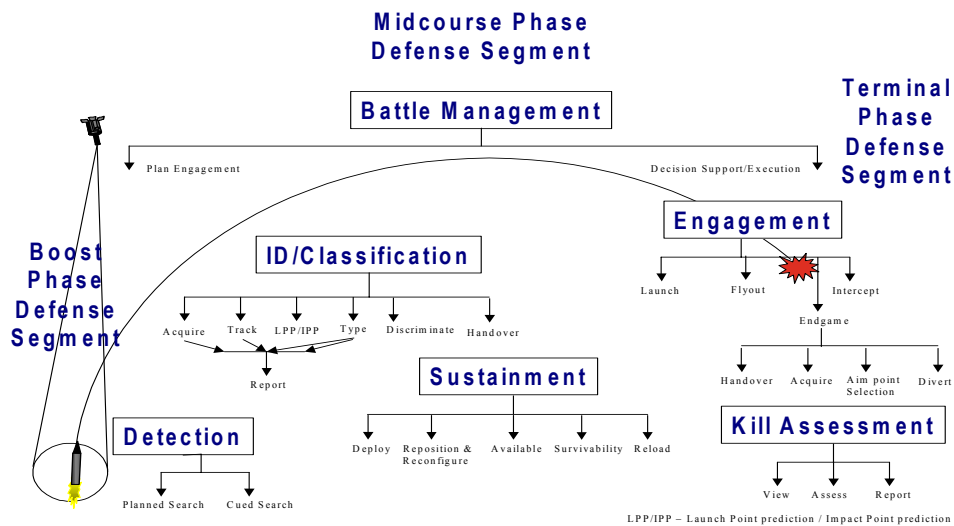 Midcourse Phase
Defense Segment
Battle Management
Plan Engagement
Decision Support/Execution
Terminal
Phase
Defense
Segment
Boost
Phase
Defense
Segment
Engagement
Launch
Flyout
Intercept
Endgame
Handover
Acquire
Aim point
Selection
Divert
ID/Classification
Acquire
Track
LPP/IPP
Type
Discriminate
Handover
Report
Sustainment
Deploy
Reposition &
Reconfigure
Available
Survivability
Reload
Detection
Planned Search
Cued Search
Kill Assessment
View
Assess
Report
LPP/IPP – Launch Point prediction / Impact Point prediction